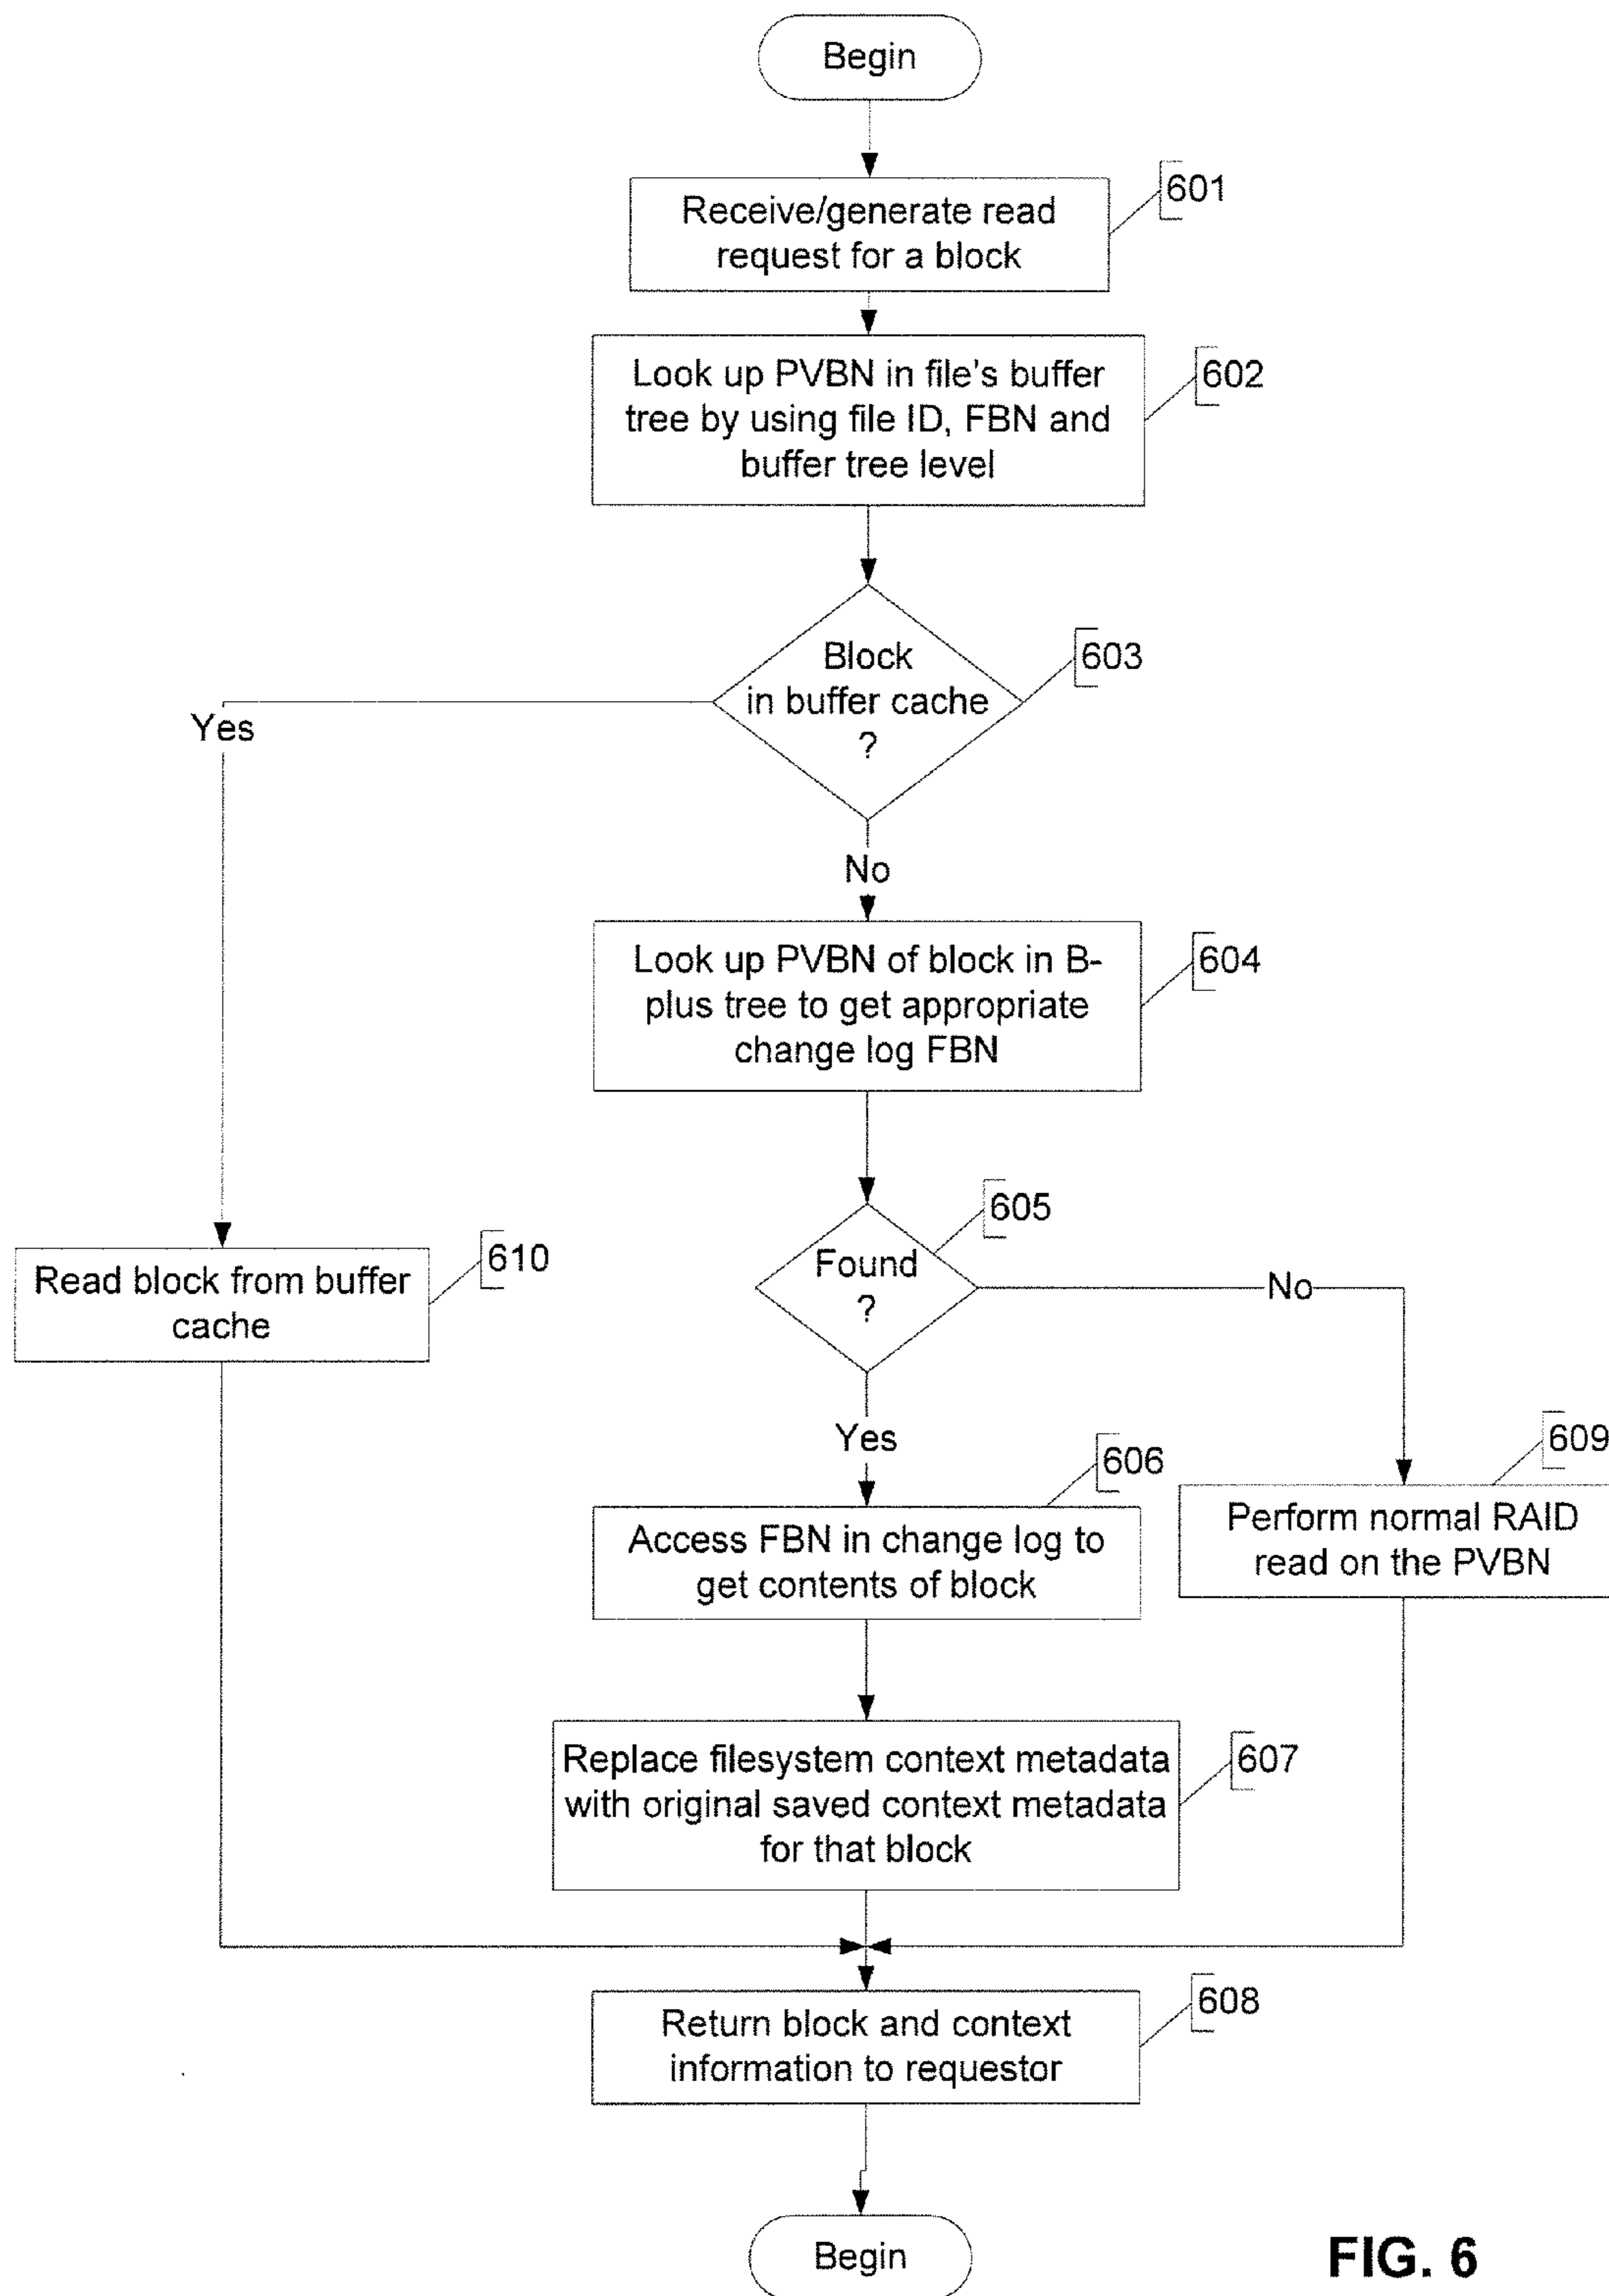 Begin
Receive/generate read
request for a block
601
Look up PVBN in file's buffer
tree by using file ID, FBN and
buffer tree level
602
Block
in buffer cache
?
603
Yes
No
Look up PVBN of block in B-
plus tree to get appropriate
change log FBN
604
Found
?
605
No
Read block from buffer
cache
610
Yes
Access FBN in change log to
get contents of block
606
Perform normal RAID
read on the PVBN
609
Replace filesystem context metadata
with original saved context metadata
for that block
607
Return block and context
information to requestor
608
Begin
FIG. 6